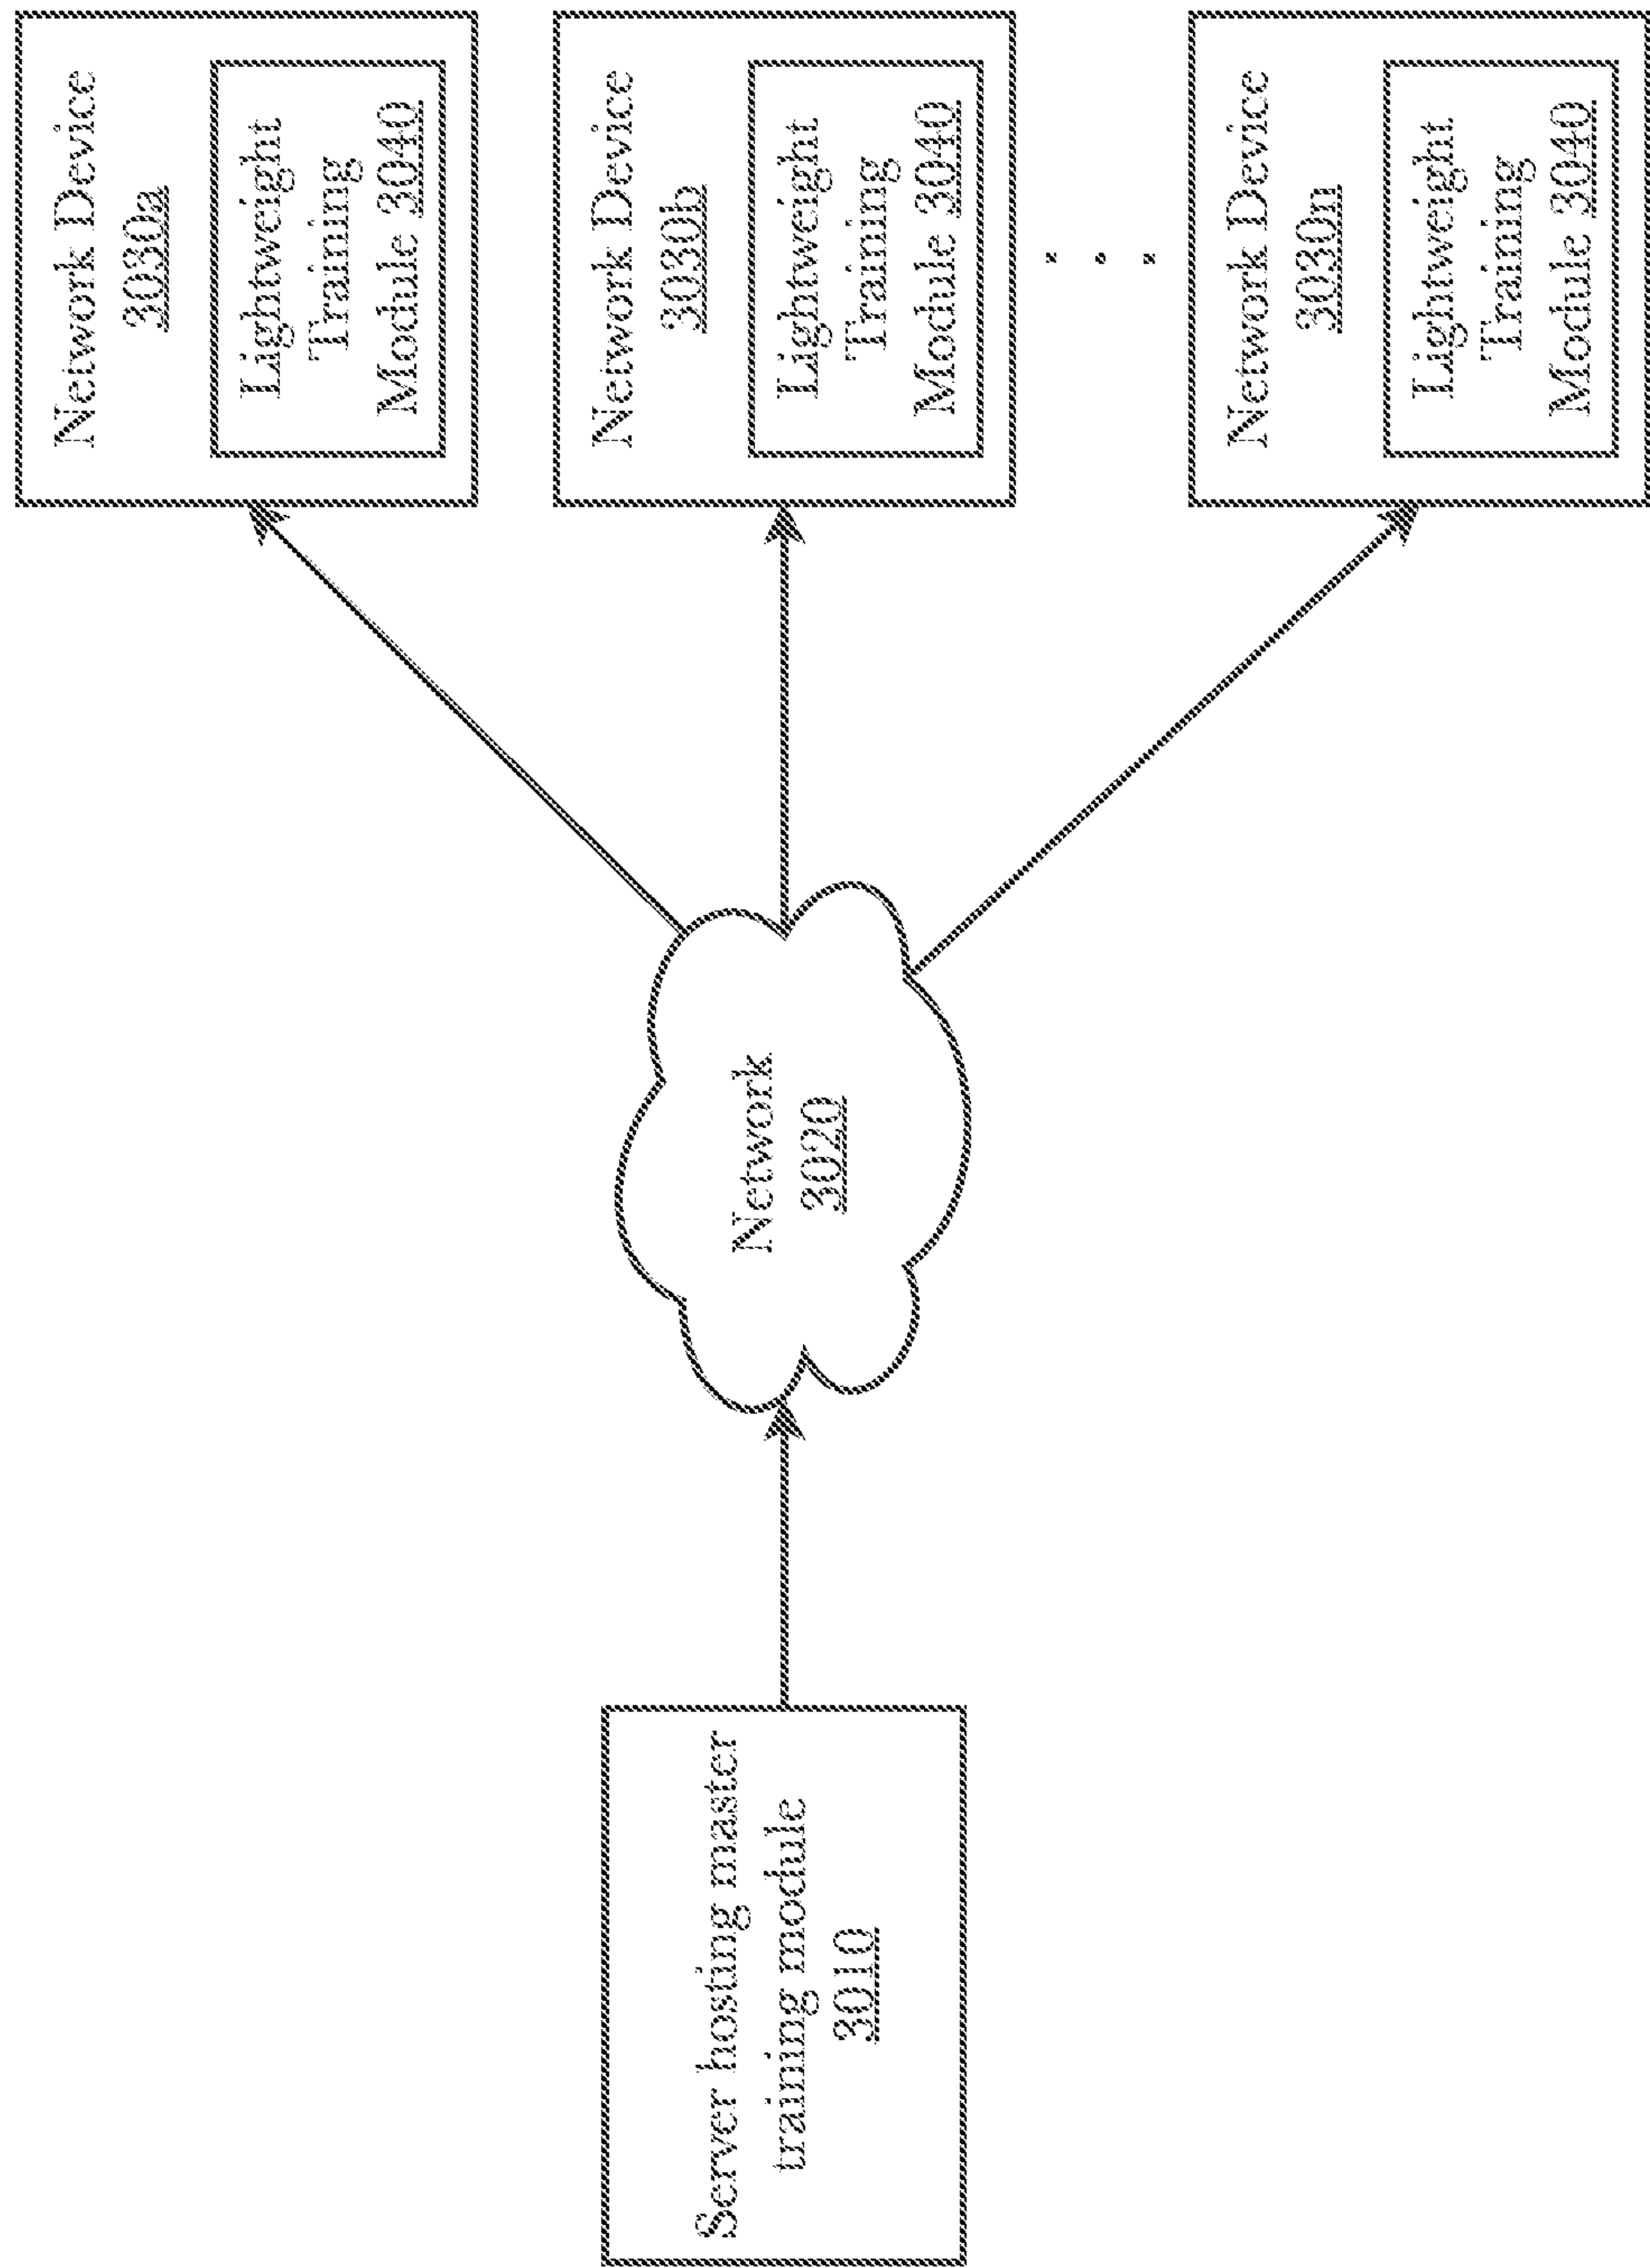 Server hosting master
training module
3010
Network
3020
Network Device
3030a
Lightweight
Training
Module 3040
Network Device
3030b
Lightweight
Training
Module 3040
. . .
Network Device
3030n
Lightweight
Training
Module 3040